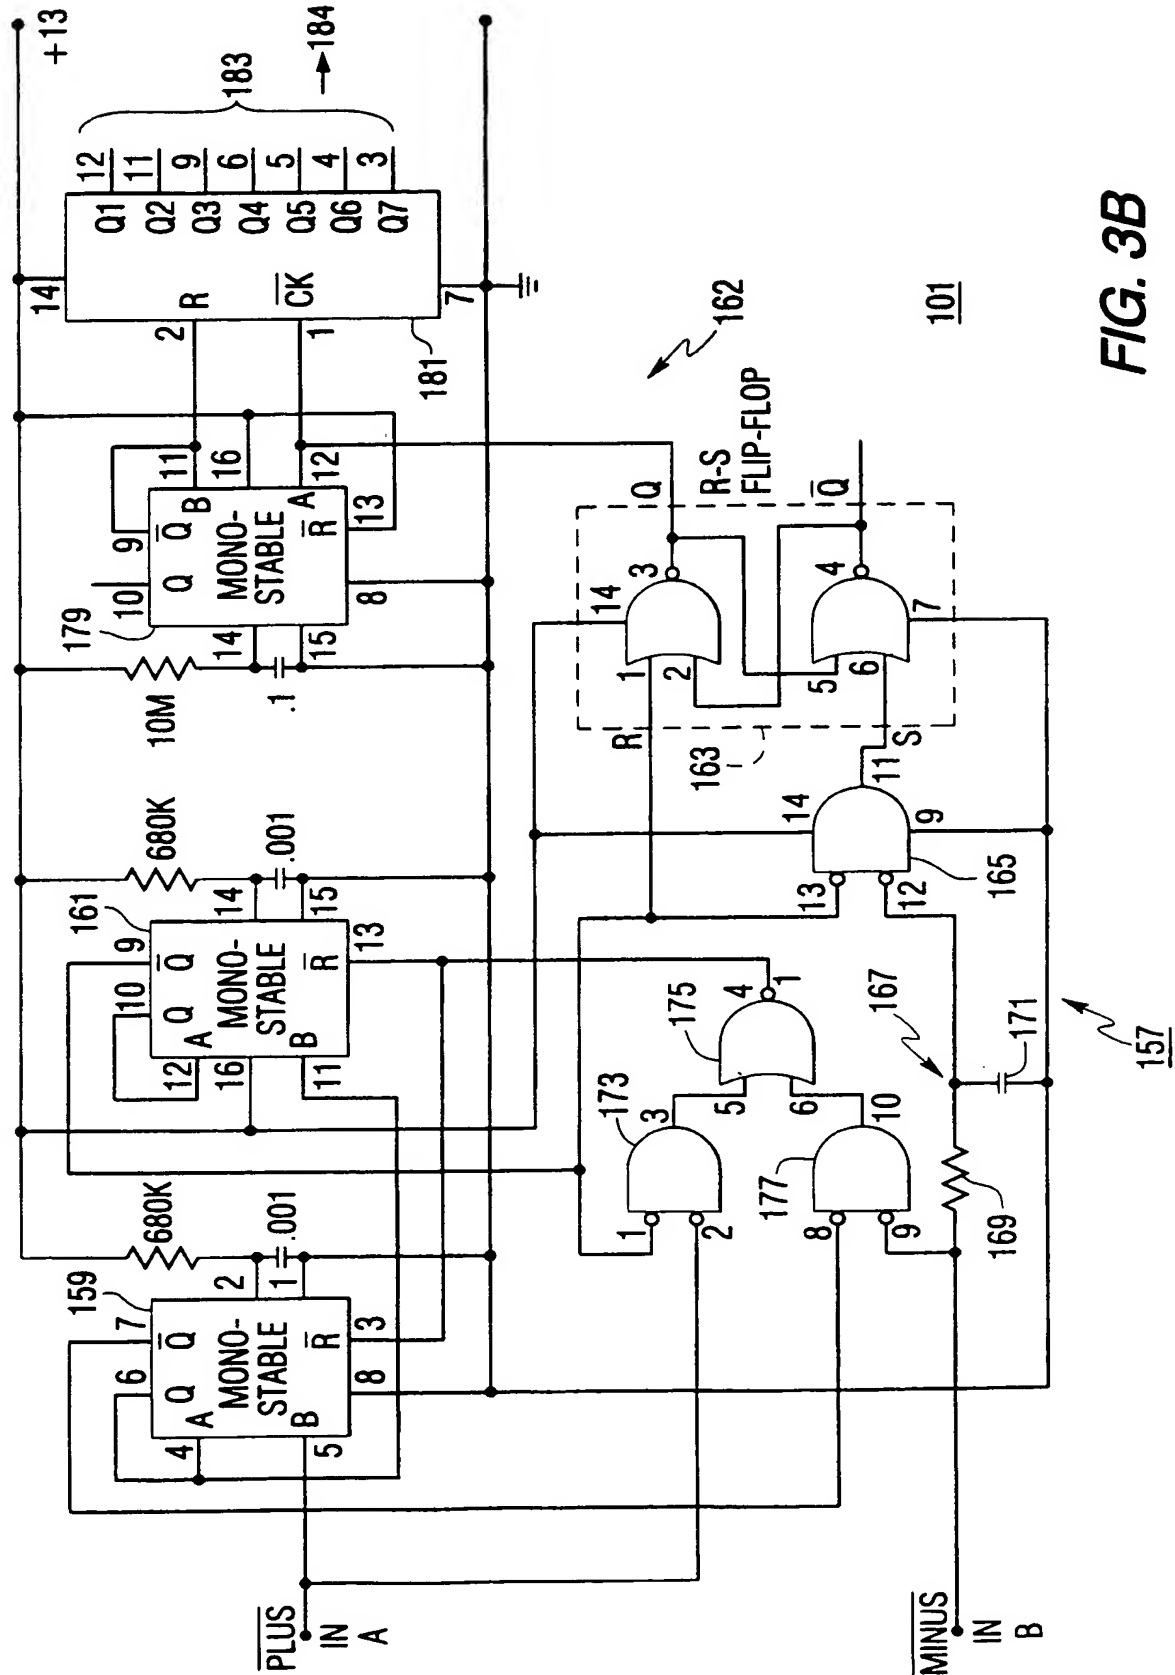 +13
184
183
12
11
9
6
5
4
3
Q1
Q2
Q3
Q4
Q5
Q6
Q7
14
R
CK
7
2
1
181
11
16
12
9
B
A
13
Q
Q
MONO-
STABLE
R
10
8
179
14
15
10M
.1
161
680K
.001
9
14
15
10
Q
Q
MONO-
STABLE
R
13
A
B
12
16
11
159
680K
.001
7
2
1
6
Q
Q
MONO-
STABLE
R
3
A
B
8
4
5
PLUS
IN
A
162
R-S
FLIP-FLOP
Q
Q
14
3
4
1
2
5
6
7
R
S
163
11
14
13
12
9
165
175
4
1
5
6
167
171
157
173
3
1
2
177
10
8
9
169
MINUS
IN
B
101
FIG. 3B